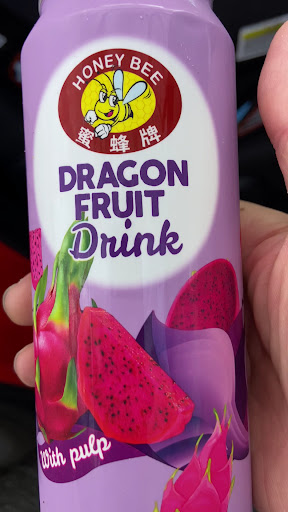 HONEY BEE
蜜蜂牌
DRAGON
FRUIT
Drink
With pulp